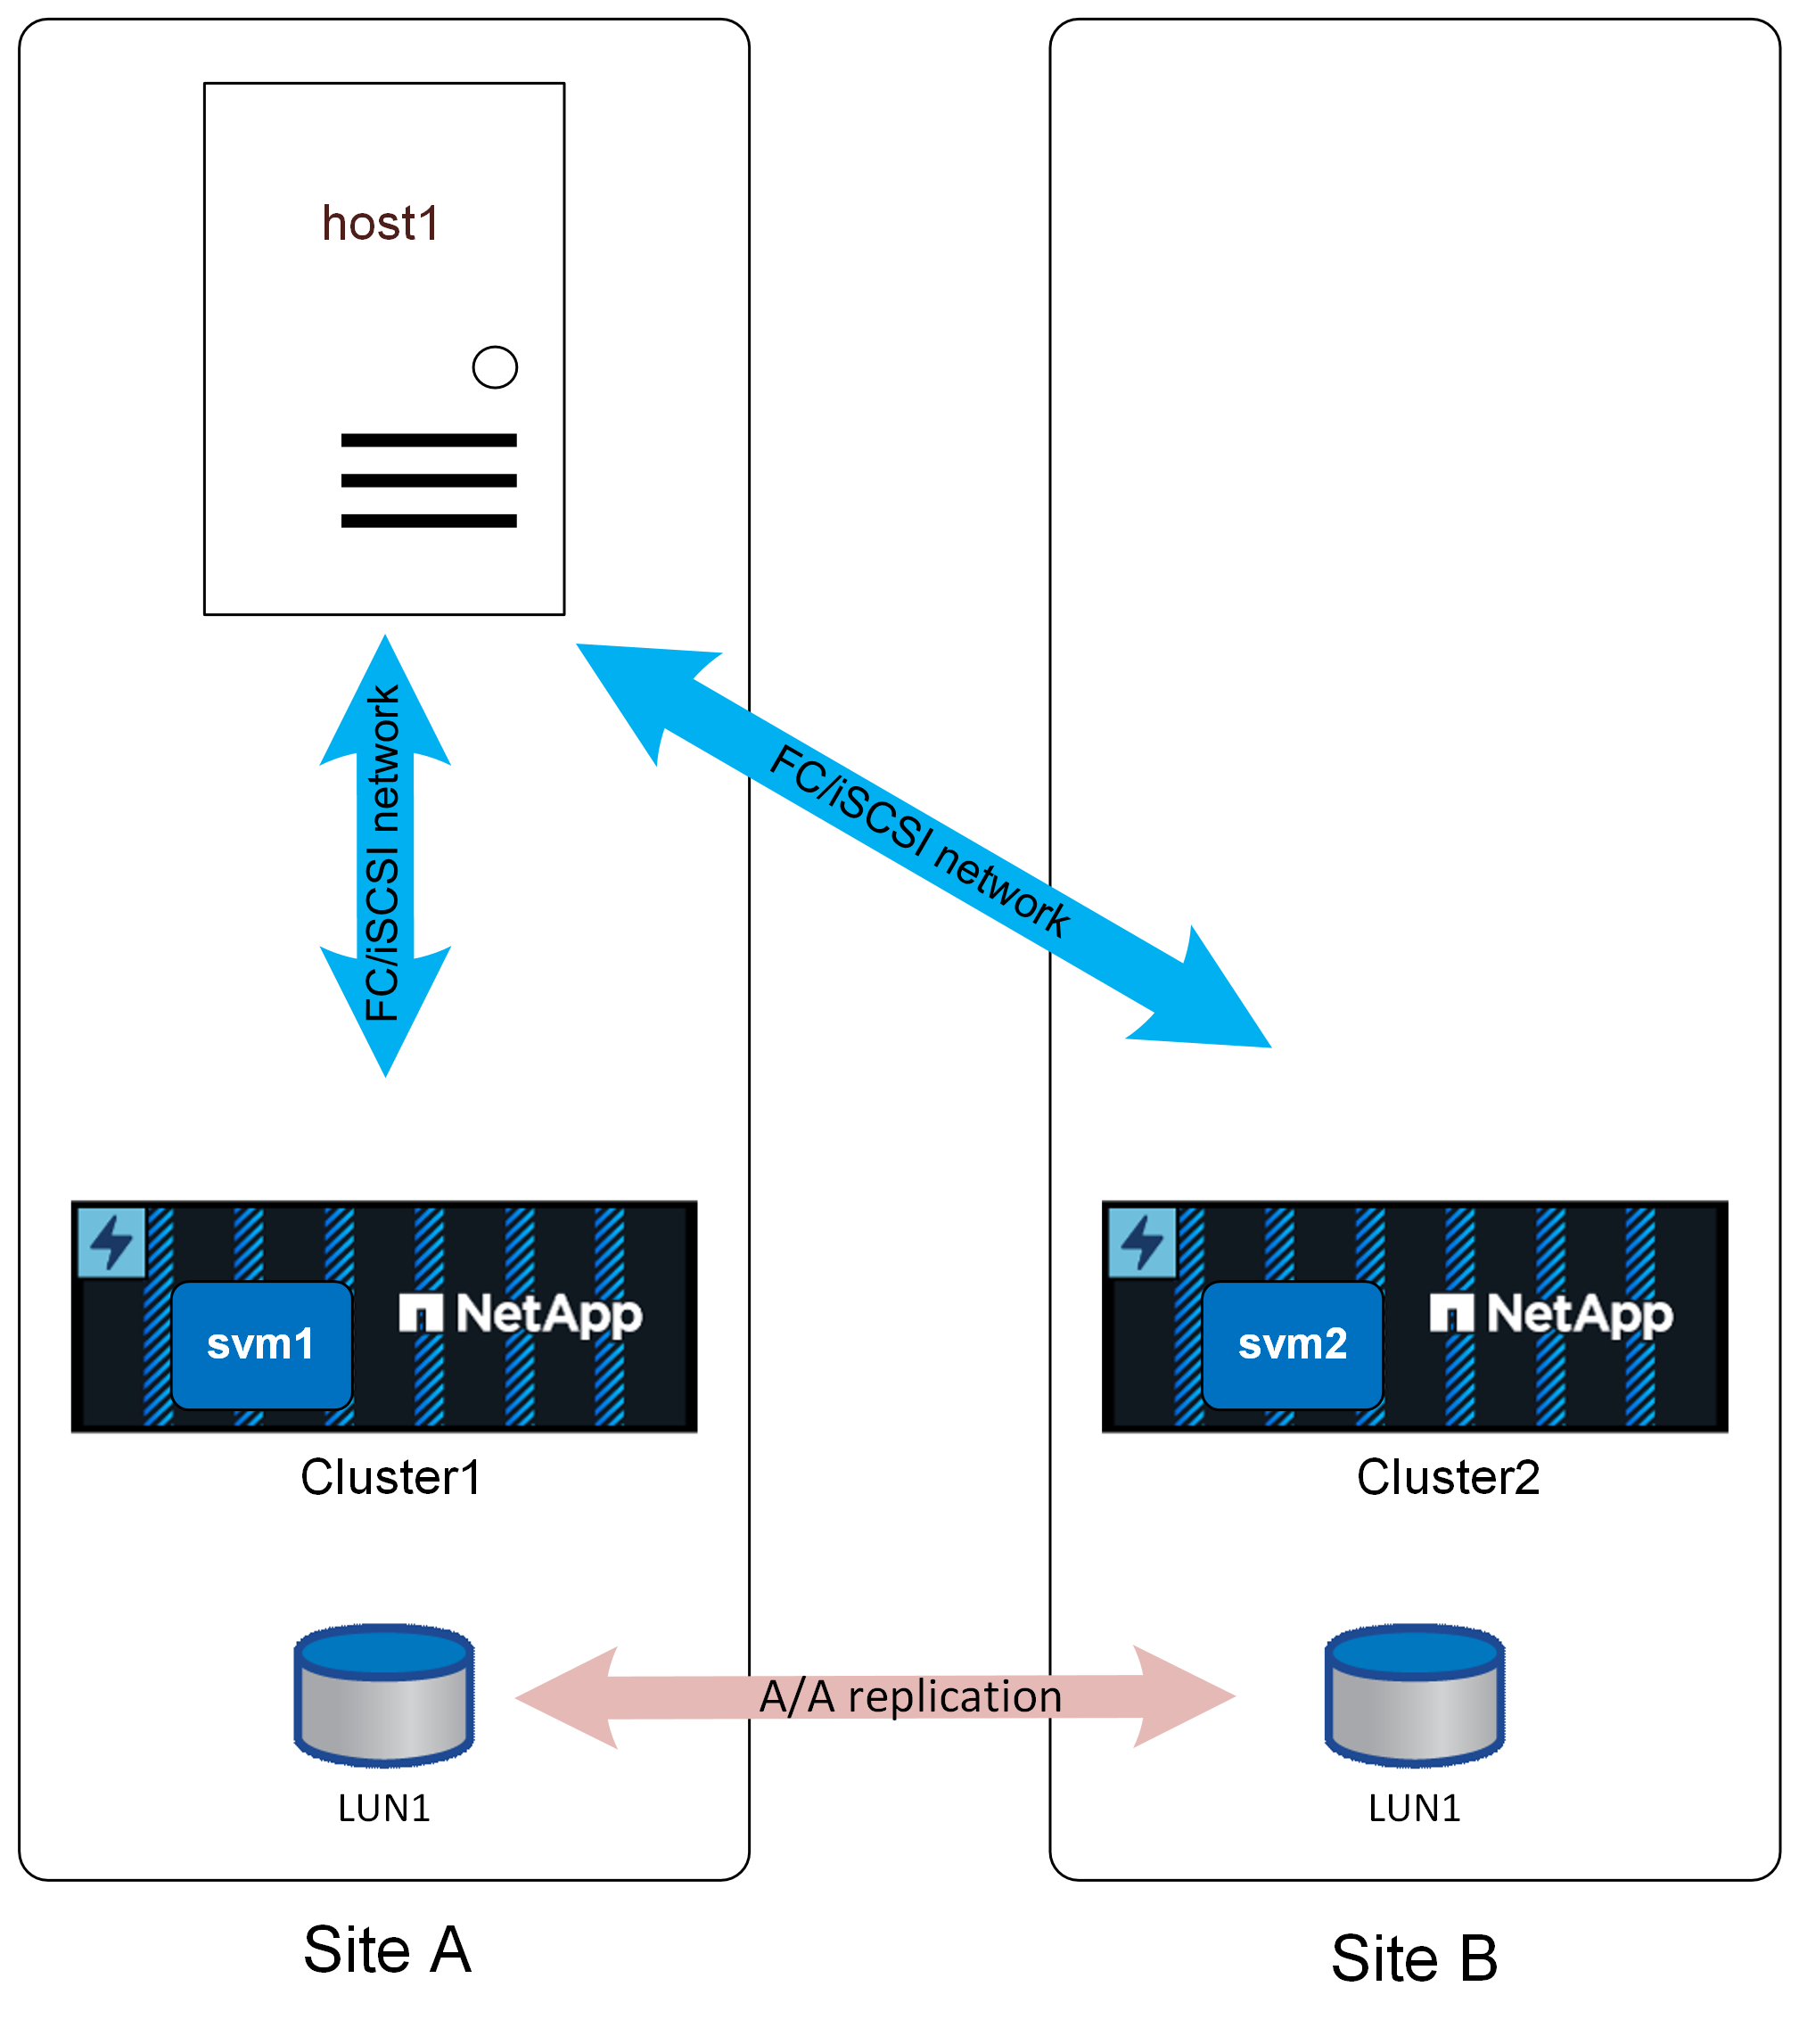 host1
FC/iSCSI network
FC/iSCSI network
svm1
NetApp
svm2
NetApp
Cluster1
Cluster2
A/A replication
LUN1
LUN1
Site A
Site B